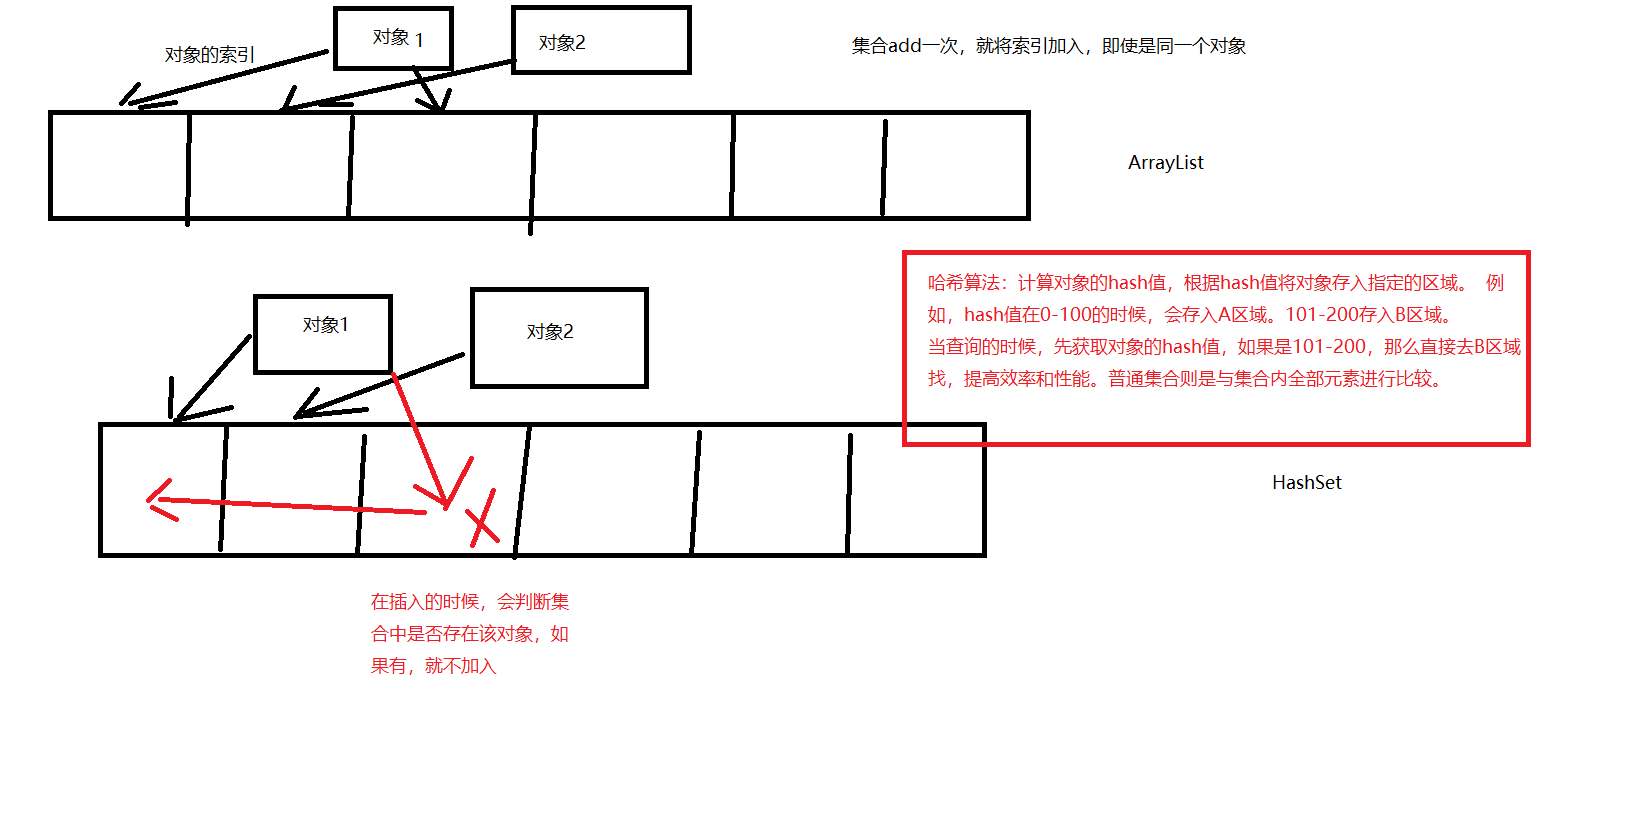 对象的索引
对象 1
对象2
集合add一次，就将索引加入，即使是同一个对象
ArrayList
哈希算法：计算对象的hash值，根据hash值将对象存入指定的区域。 例
如，hash值在0-100的时候，会存入A区域。101-200存入B区域。
当查询的时候，先获取对象的hash值，如果是101-200，那么直接去B区域
找，提高效率和性能。普通集合则是与集合内全部元素进行比较。
对象1
对象2
HashSet
在插入的时候，会判断集
合中是否存在该对象，如
果有，就不加入